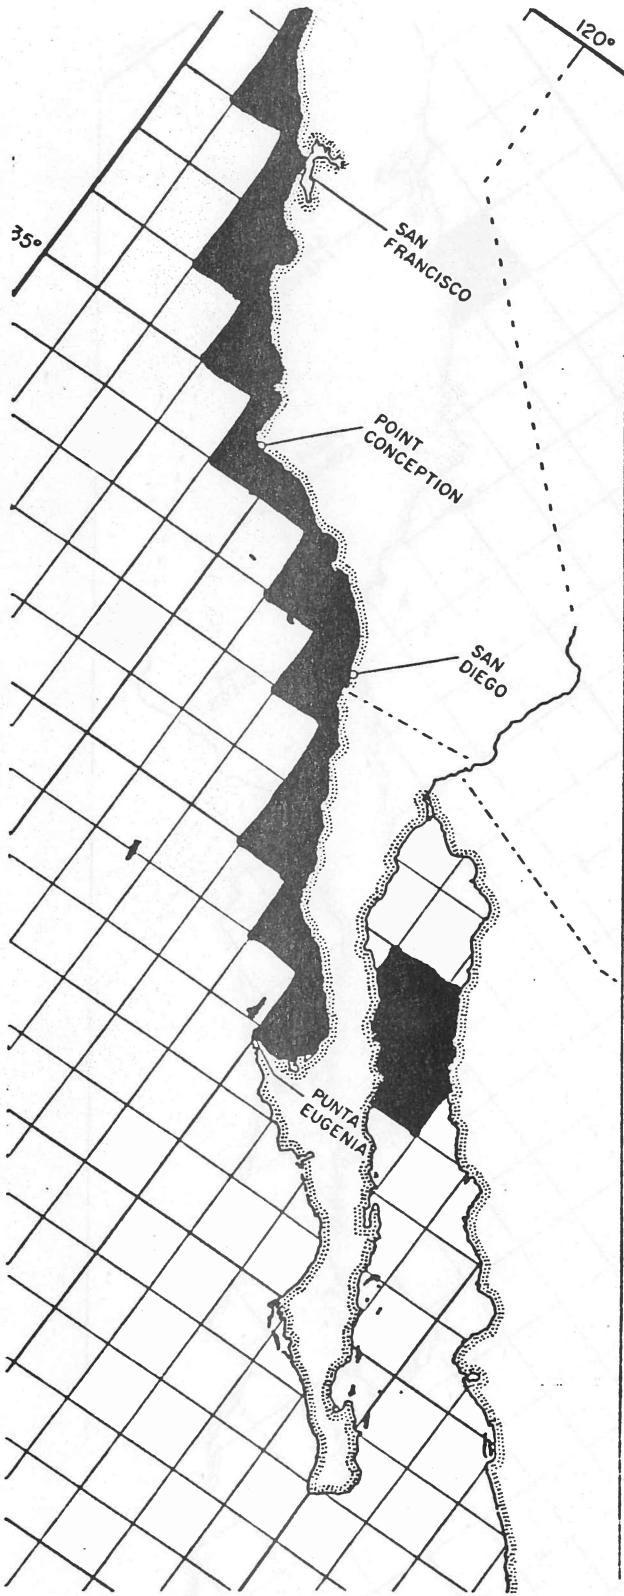 120°
35°
SAN
FRANCISCO
POINT
CONCEPTION
SAN
DIEGO
PUNTA
EUGENIA